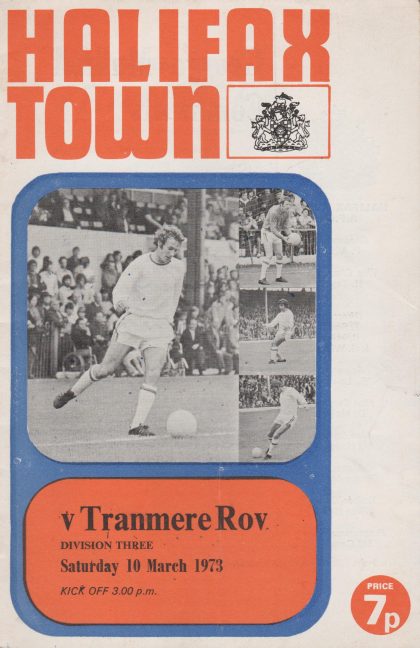 HALIFAX
TOWN
v Tranmere Rov.
DIVISION THREE
Saturday 10 March 1973
KICK OFF 3.00 p.m.
PRICE
7p